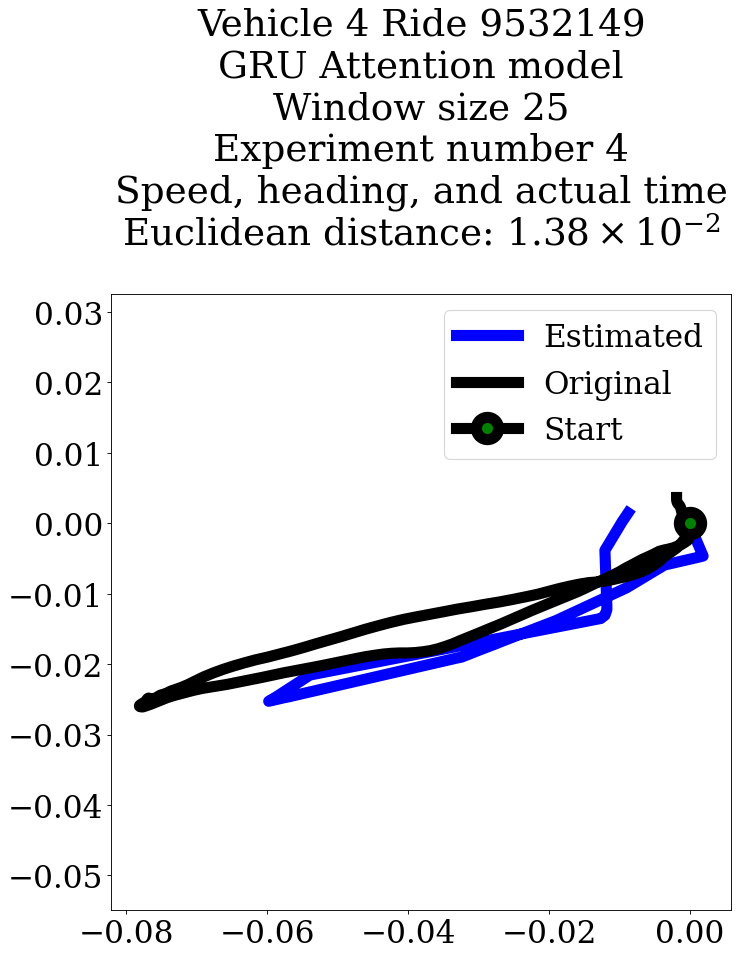 Vehicle 4 Ride 9532149
GRU Attention model
Window size 25
Experiment number 4
Speed, heading, and actual time
Euclidean distance: 1.38 × 10⁻²
Estimated
Original
Start
0.03
0.02
0.01
0.00
−0.01
−0.02
−0.03
−0.04
−0.05
−0.08 −0.06 −0.04 −0.02 0.00